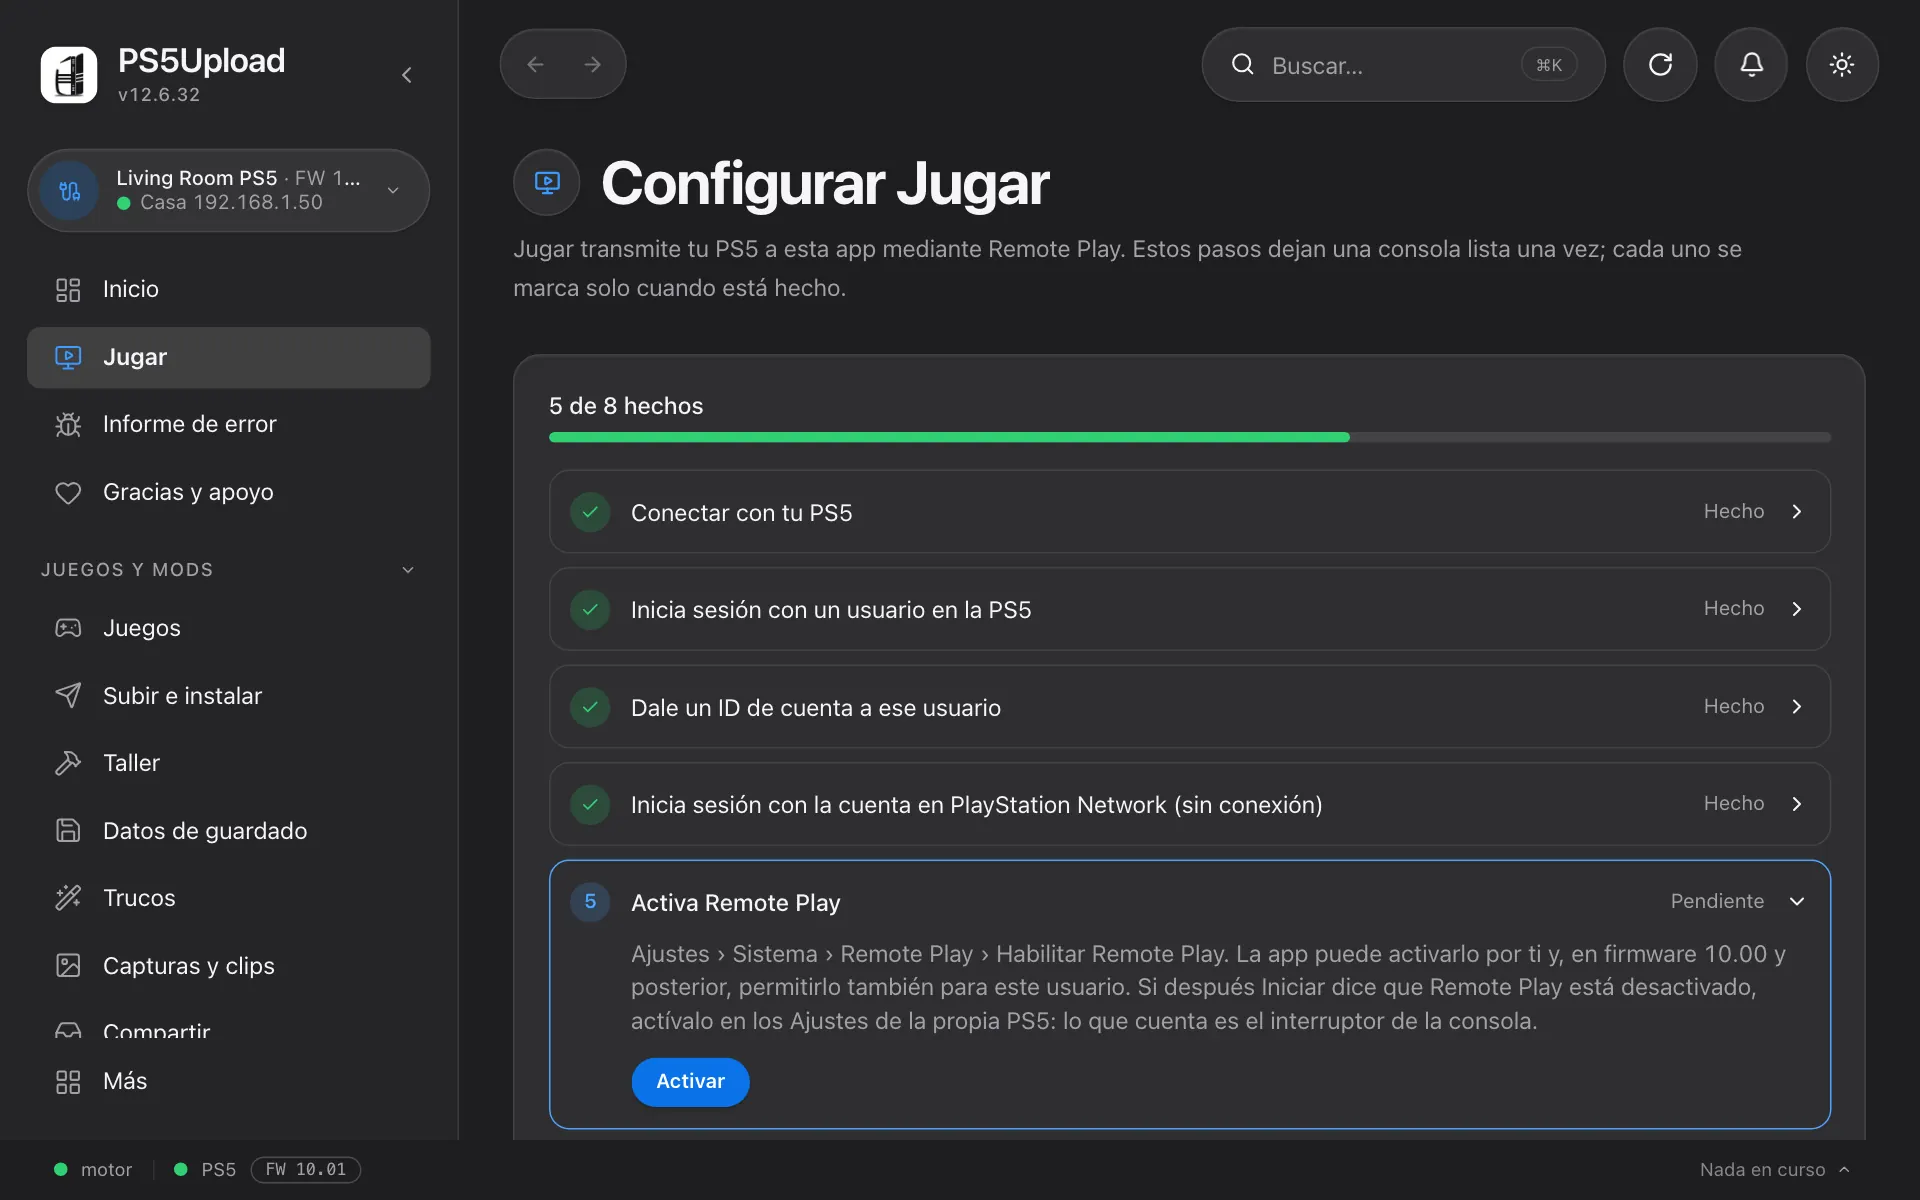 PS5Upload
v12.6.32
Living Room PS5 · FW 1...
Casa 192.168.1.50
Inicio
Jugar
Informe de error
Gracias y apoyo
JUEGOS Y MODS
Juegos
Subir e instalar
Taller
Datos de guardado
Trucos
Capturas y clips
Compartir
Más
Buscar...
⌘K
Configurar Jugar
Jugar transmite tu PS5 a esta app mediante Remote Play. Estos pasos dejan una consola lista una vez; cada uno se
marca solo cuando está hecho.
5 de 8 hechos
Conectar con tu PS5
Hecho
Inicia sesión con un usuario en la PS5
Hecho
Dale un ID de cuenta a ese usuario
Hecho
Inicia sesión con la cuenta en PlayStation Network (sin conexión)
Hecho
5
Activa Remote Play
Pendiente
Ajustes › Sistema › Remote Play › Habilitar Remote Play. La app puede activarlo por ti y, en firmware 10.00 y
posterior, permitirlo también para este usuario. Si después Iniciar dice que Remote Play está desactivado,
actívalo en los Ajustes de la propia PS5: lo que cuenta es el interruptor de la consola.
Activar
motor
PS5
FW 10.01
Nada en curso